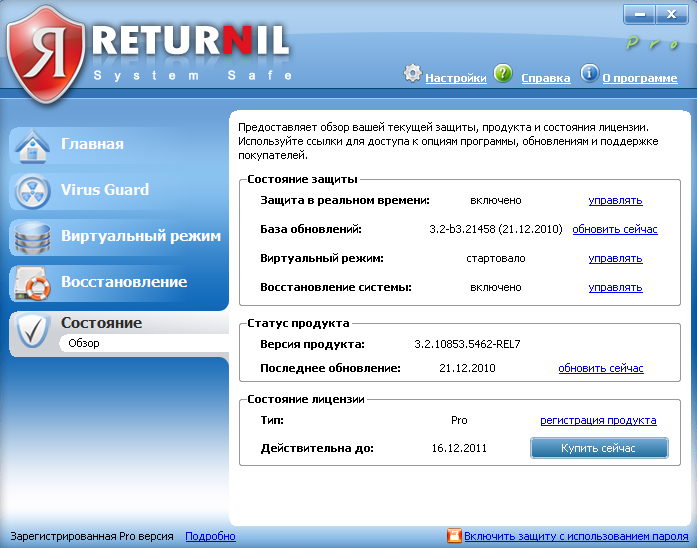 Я RETURNIL
System Safe
Pro
Настройки Справка О программе
Главная
Virus Guard
Виртуальный режим
Восстановление
Состояние
Обзор
Предоставляет обзор вашей текущей защиты, продукта и состояния лицензии.
Используйте ссылки для доступа к опциям программы, обновлениям и поддержке
покупателей.
Состояние защиты
Защита в реальном времени: включено управлять
База обновлений: 3.2-b3.21458 (21.12.2010) обновить сейчас
Виртуальный режим: стартовало управлять
Восстановление системы: включено управлять
Статус продукта
Версия продукта: 3.2.10853.5462-REL7
Последнее обновление: 21.12.2010 обновить сейчас
Состояние лицензии
Тип: Pro регистрация продукта
Действительна до: 16.12.2011 Купить сейчас
Зарегистрированная Pro версия Подробно Включить защиту с использованием пароля